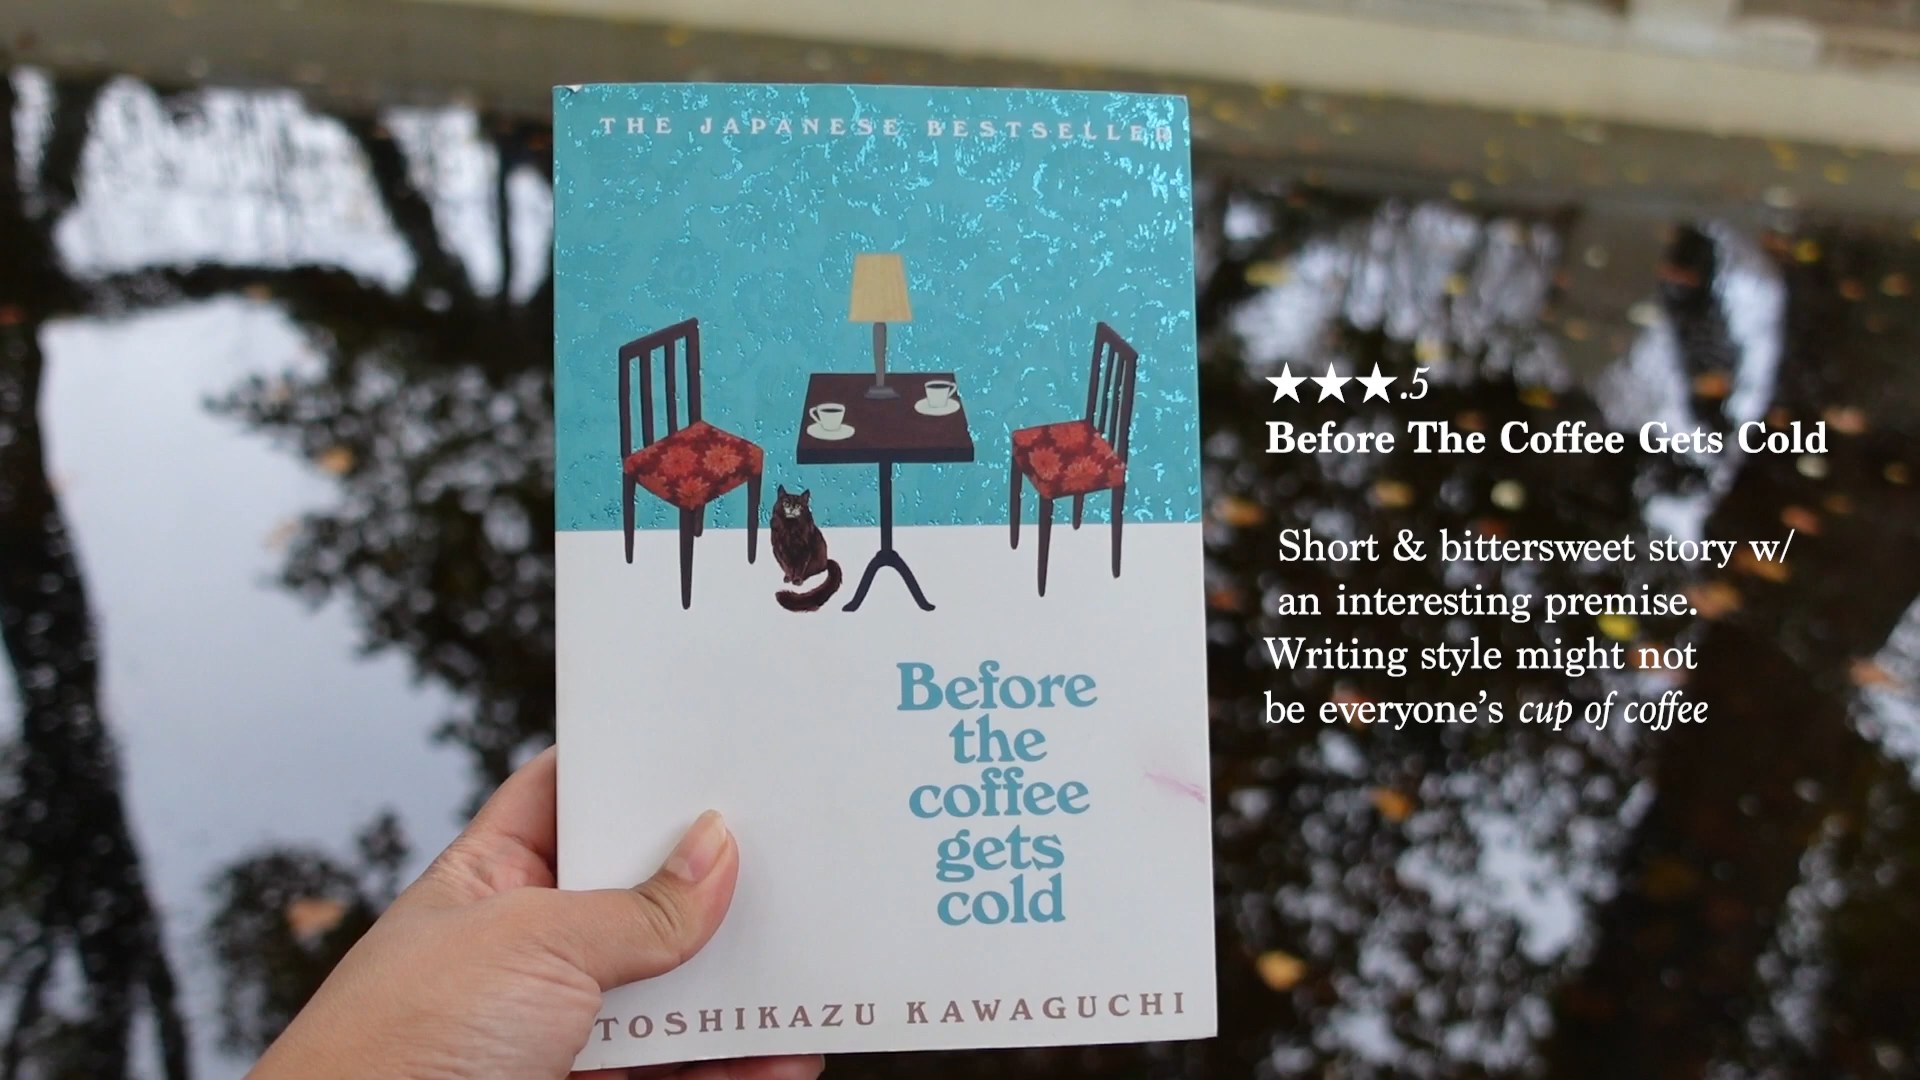 THE JAPANESE BESTSELLER
Before
the
coffee
gets
cold
TOSHIKAZU KAWAGUCHI
★★★.5
Before The Coffee Gets Cold
Short & bittersweet story w/
an interesting premise.
Writing style might not
be everyone’s cup of coffee